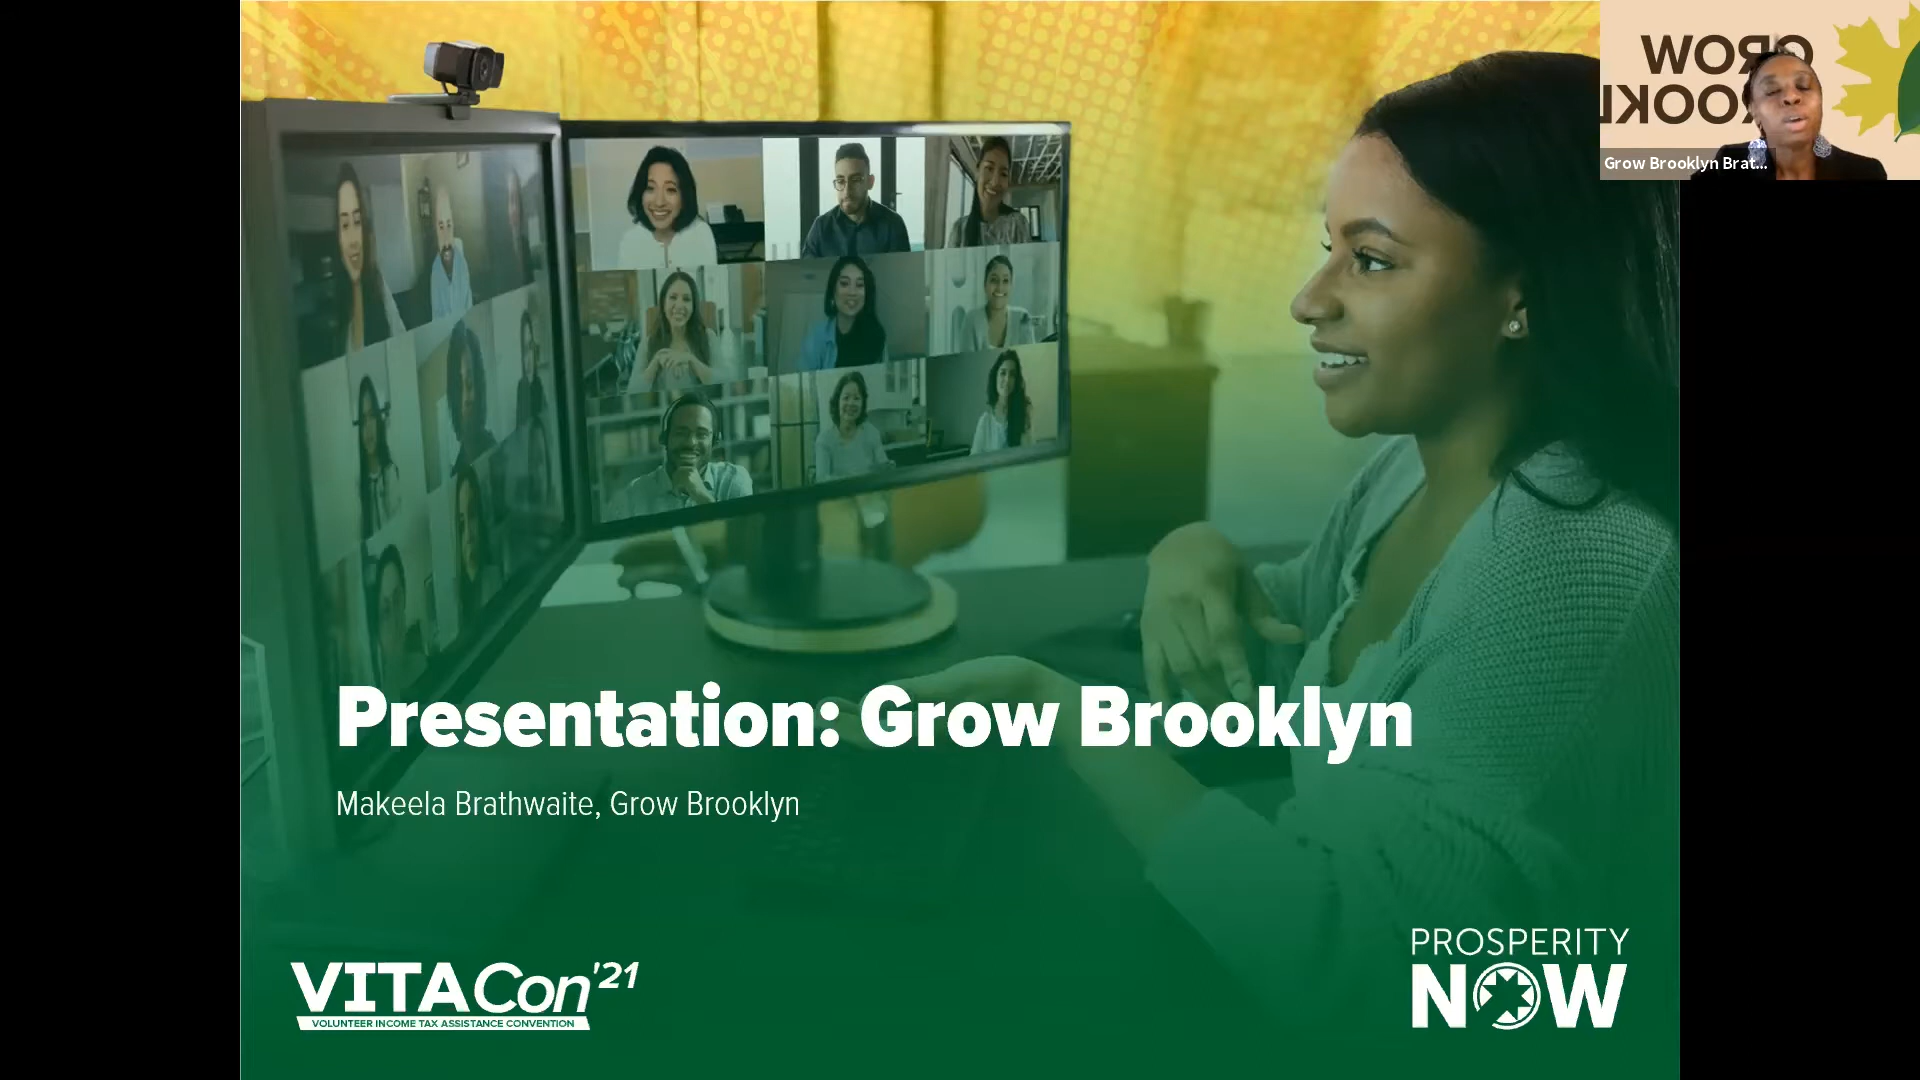 GROW
Grow Brooklyn Brat...
Presentation: Grow Brooklyn
Makeela Brathwaite, Grow Brooklyn
VITACon'21
VOLUNTEER INCOME TAX ASSISTANCE CONVENTION
PROSPERITY
NOW